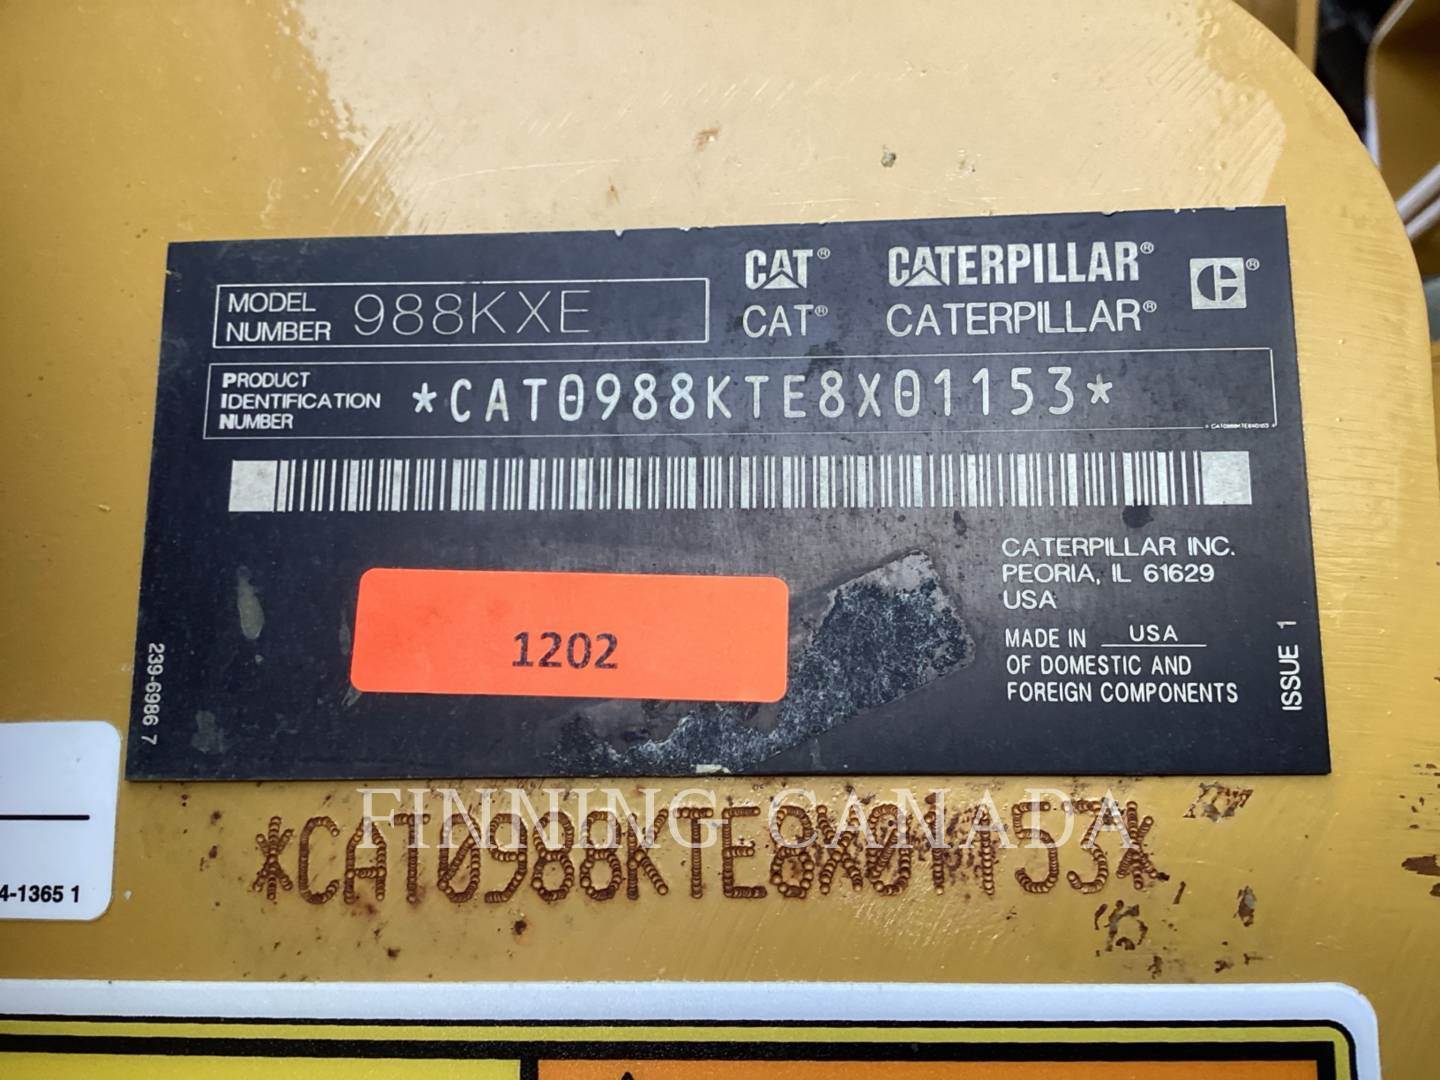 CAT® CATERPILLAR® C®
MODEL NUMBER 988KXE CAT® CATERPILLAR®
PRODUCT IDENTIFICATION NUMBER *CAT0988KTE8X01153*
CATERPILLAR INC.
PEORIA, IL 61629
USA
MADE IN USA
OF DOMESTIC AND
FOREIGN COMPONENTS
ISSUE 1
1202
239-6986 7
FINNING CANADA
*CAT0988KTE8X01153*
4-1365 1